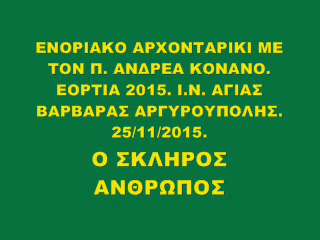 ΕΝΟΡΙΑΚΟ ΑΡΧΟΝΤΑΡΙΚΙ ΜΕ
ΤΟΝ Π. ΑΝΔΡΕΑ ΚΟΝΑΝΟ.
ΕΟΡΤΙΑ 2015. Ι.Ν. ΑΓΙΑΣ
ΒΑΡΒΑΡΑΣ ΑΡΓΥΡΟΥΠΟΛΗΣ.
25/11/2015.
Ο ΣΚΛΗΡΟΣ
ΑΝΘΡΩΠΟΣ